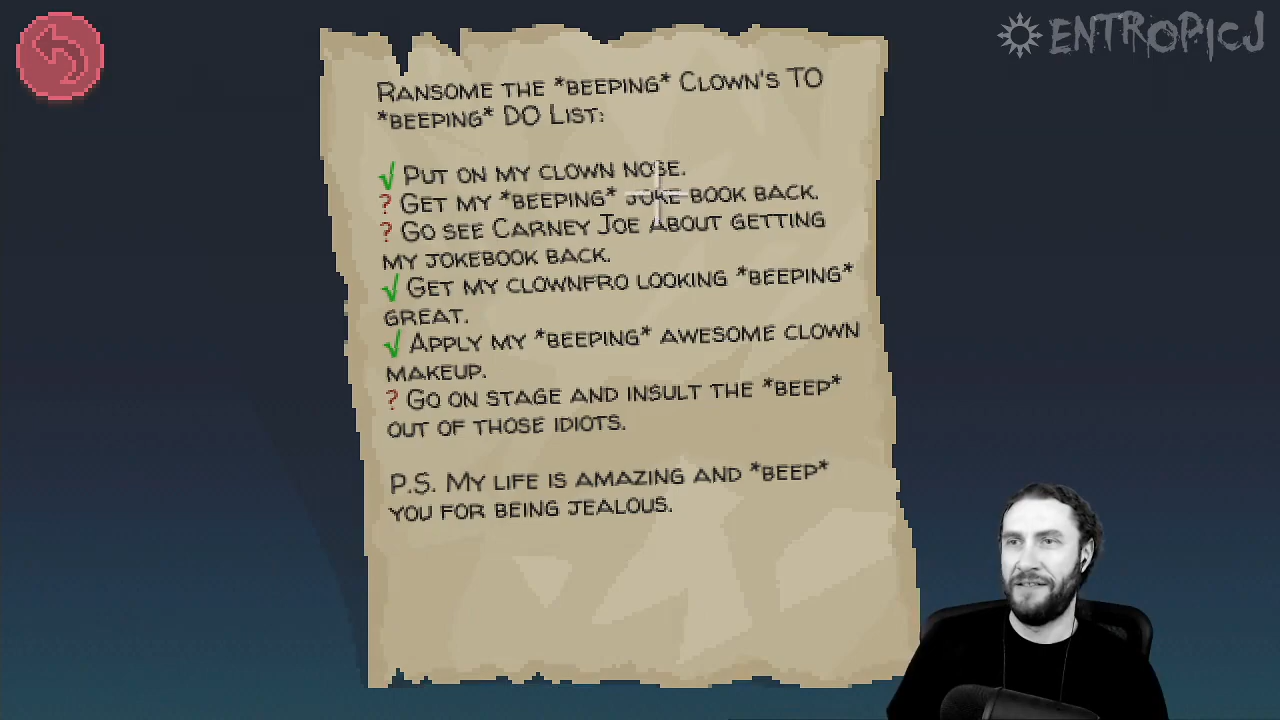 ENTROPICJ
RANSOME THE *BEEPING* CLOWN'S TO
*BEEPING* DO LIST:
√ PUT ON MY CLOWN NOSE.
? GET MY *BEEPING* JOKE BOOK BACK.
? GO SEE CARNEY JOE ABOUT GETTING
MY JOKEBOOK BACK.
√ GET MY CLOWNFRO LOOKING *BEEPING*
GREAT.
√ APPLY MY *BEEPING* AWESOME CLOWN
MAKEUP.
? GO ON STAGE AND INSULT THE *BEEP*
OUT OF THOSE IDIOTS.
P.S. MY LIFE IS AMAZING AND *BEEP*
YOU FOR BEING JEALOUS.